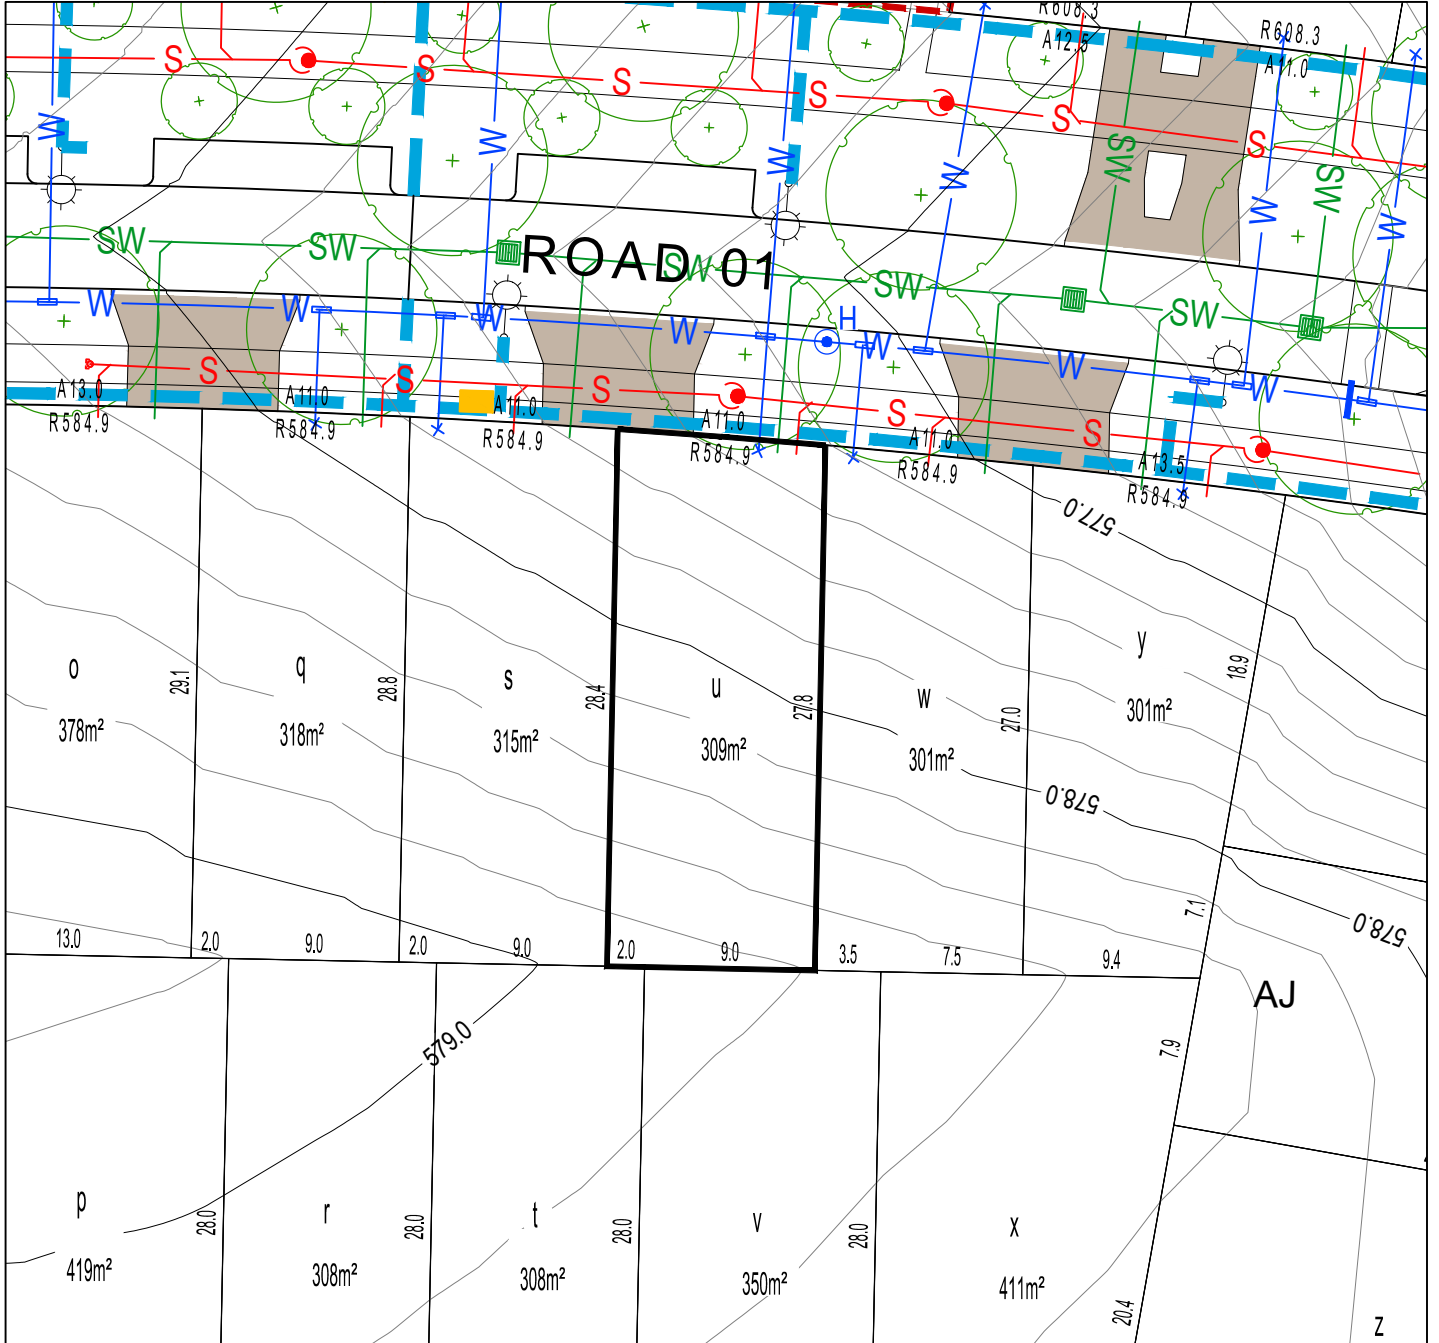 R608.3
A12.5
R608.3
A11.0
S
S
S
S
S
S
W
W
W
W
W
W
SW
SW
SW
SW
SW
SW
SW
ROAD 01
H
W
W
W
W
W
W
W
S
S
S
S
S
A13.0
R584.9
A11.0
R584.9
A11.0
R584.9
A11.0
R584.9
A11.0
R584.9
A13.5
R584.9
577.0
o
378m²
29.1
q
318m²
28.8
s
315m²
28.4
u
309m²
27.8
w
301m²
27.0
y
301m²
18.9
578.0
578.0
7.1
13.0
2.0
9.0
2.0
9.0
2.0
9.0
3.5
7.5
9.4
AJ
7.9
579.0
p
419m²
28.0
r
308m²
28.0
t
308m²
28.0
v
350m²
28.0
x
411m²
20.4
z